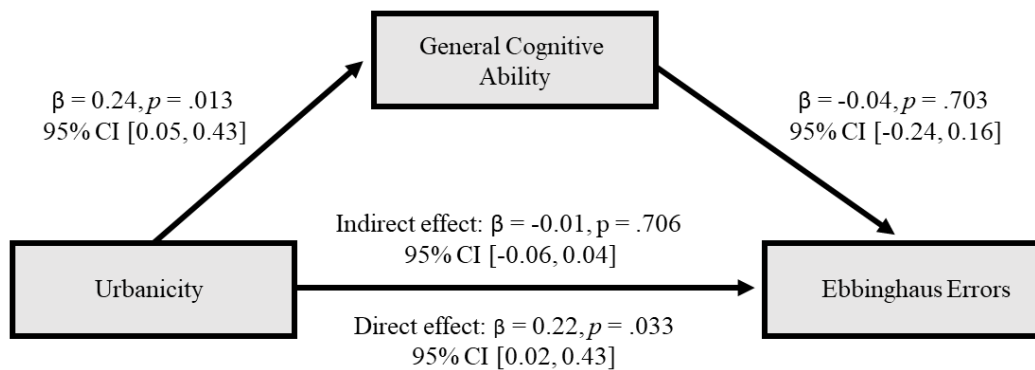 General Cognitive
Ability
β = 0.24, p = .013
95% CI [0.05, 0.43]
β = -0.04, p = .703
95% CI [-0.24, 0.16]
Indirect effect: β = -0.01, p = .706
95% CI [-0.06, 0.04]
Urbanicity
Ebbinghaus Errors
Direct effect: β = 0.22, p = .033
95% CI [0.02, 0.43]